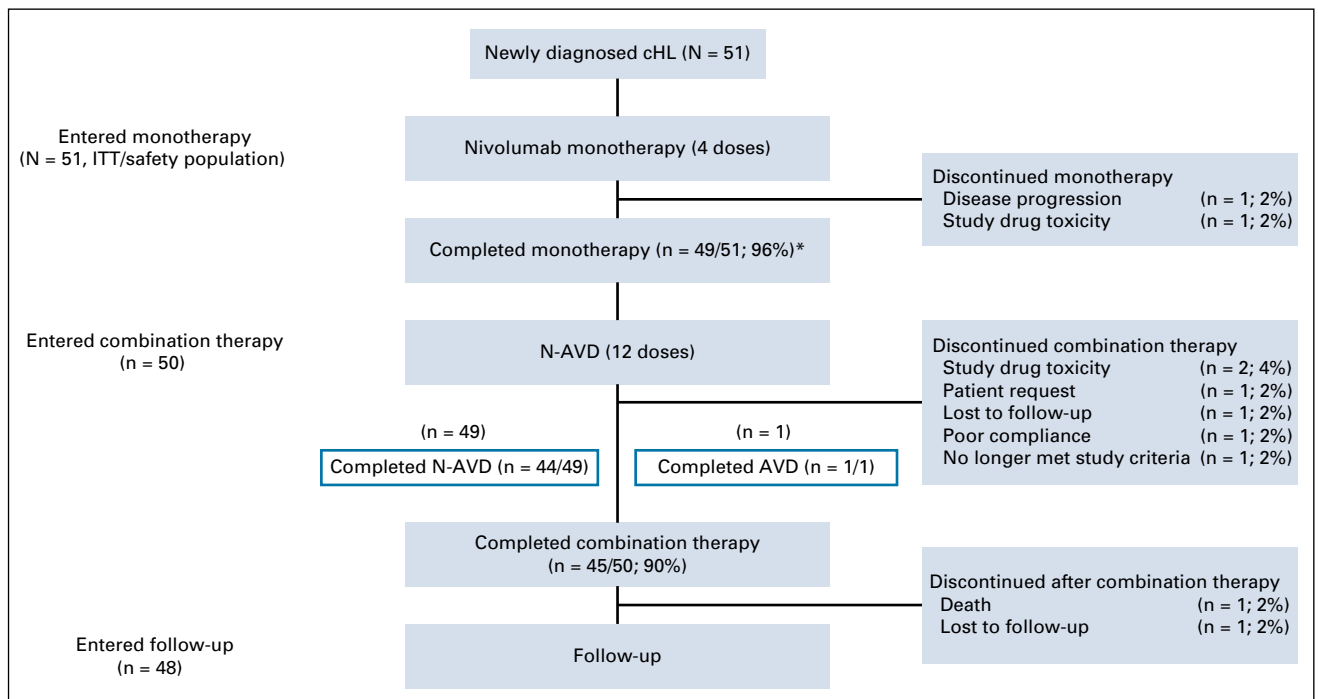 Newly diagnosed cHL (N = 51)
Entered monotherapy
(N = 51, ITT/safety population)
Nivolumab monotherapy (4 doses)
Discontinued monotherapy
Disease progression (n = 1; 2%)
Study drug toxicity (n = 1; 2%)
Completed monotherapy (n = 49/51; 96%)*
Entered combination therapy
(n = 50)
N-AVD (12 doses)
Discontinued combination therapy
Study drug toxicity (n = 2; 4%)
Patient request (n = 1; 2%)
Lost to follow-up (n = 1; 2%)
Poor compliance (n = 1; 2%)
No longer met study criteria (n = 1; 2%)
(n = 49)
(n = 1)
Completed N-AVD (n = 44/49)
Completed AVD (n = 1/1)
Completed combination therapy
(n = 45/50; 90%)
Discontinued after combination therapy
Death (n = 1; 2%)
Lost to follow-up (n = 1; 2%)
Entered follow-up
(n = 48)
Follow-up